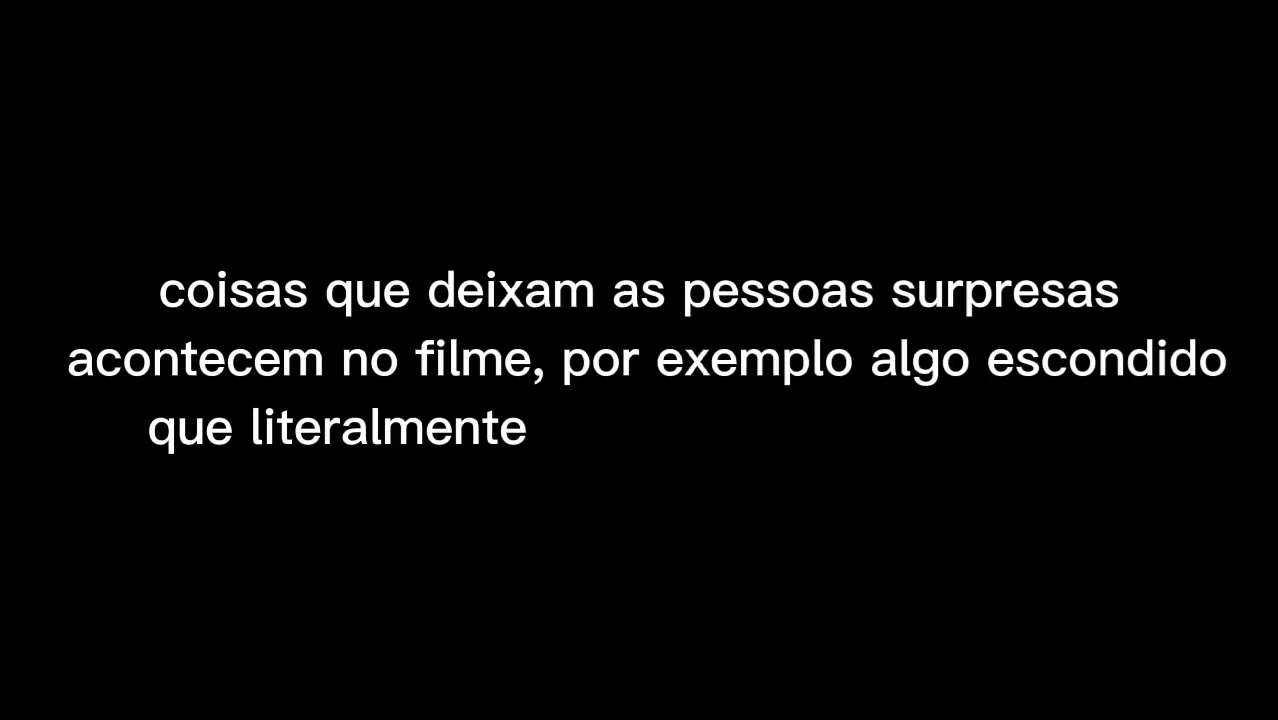 coisas que deixam as pessoas surpresas
acontecem no filme, por exemplo algo escondido
que literalmente